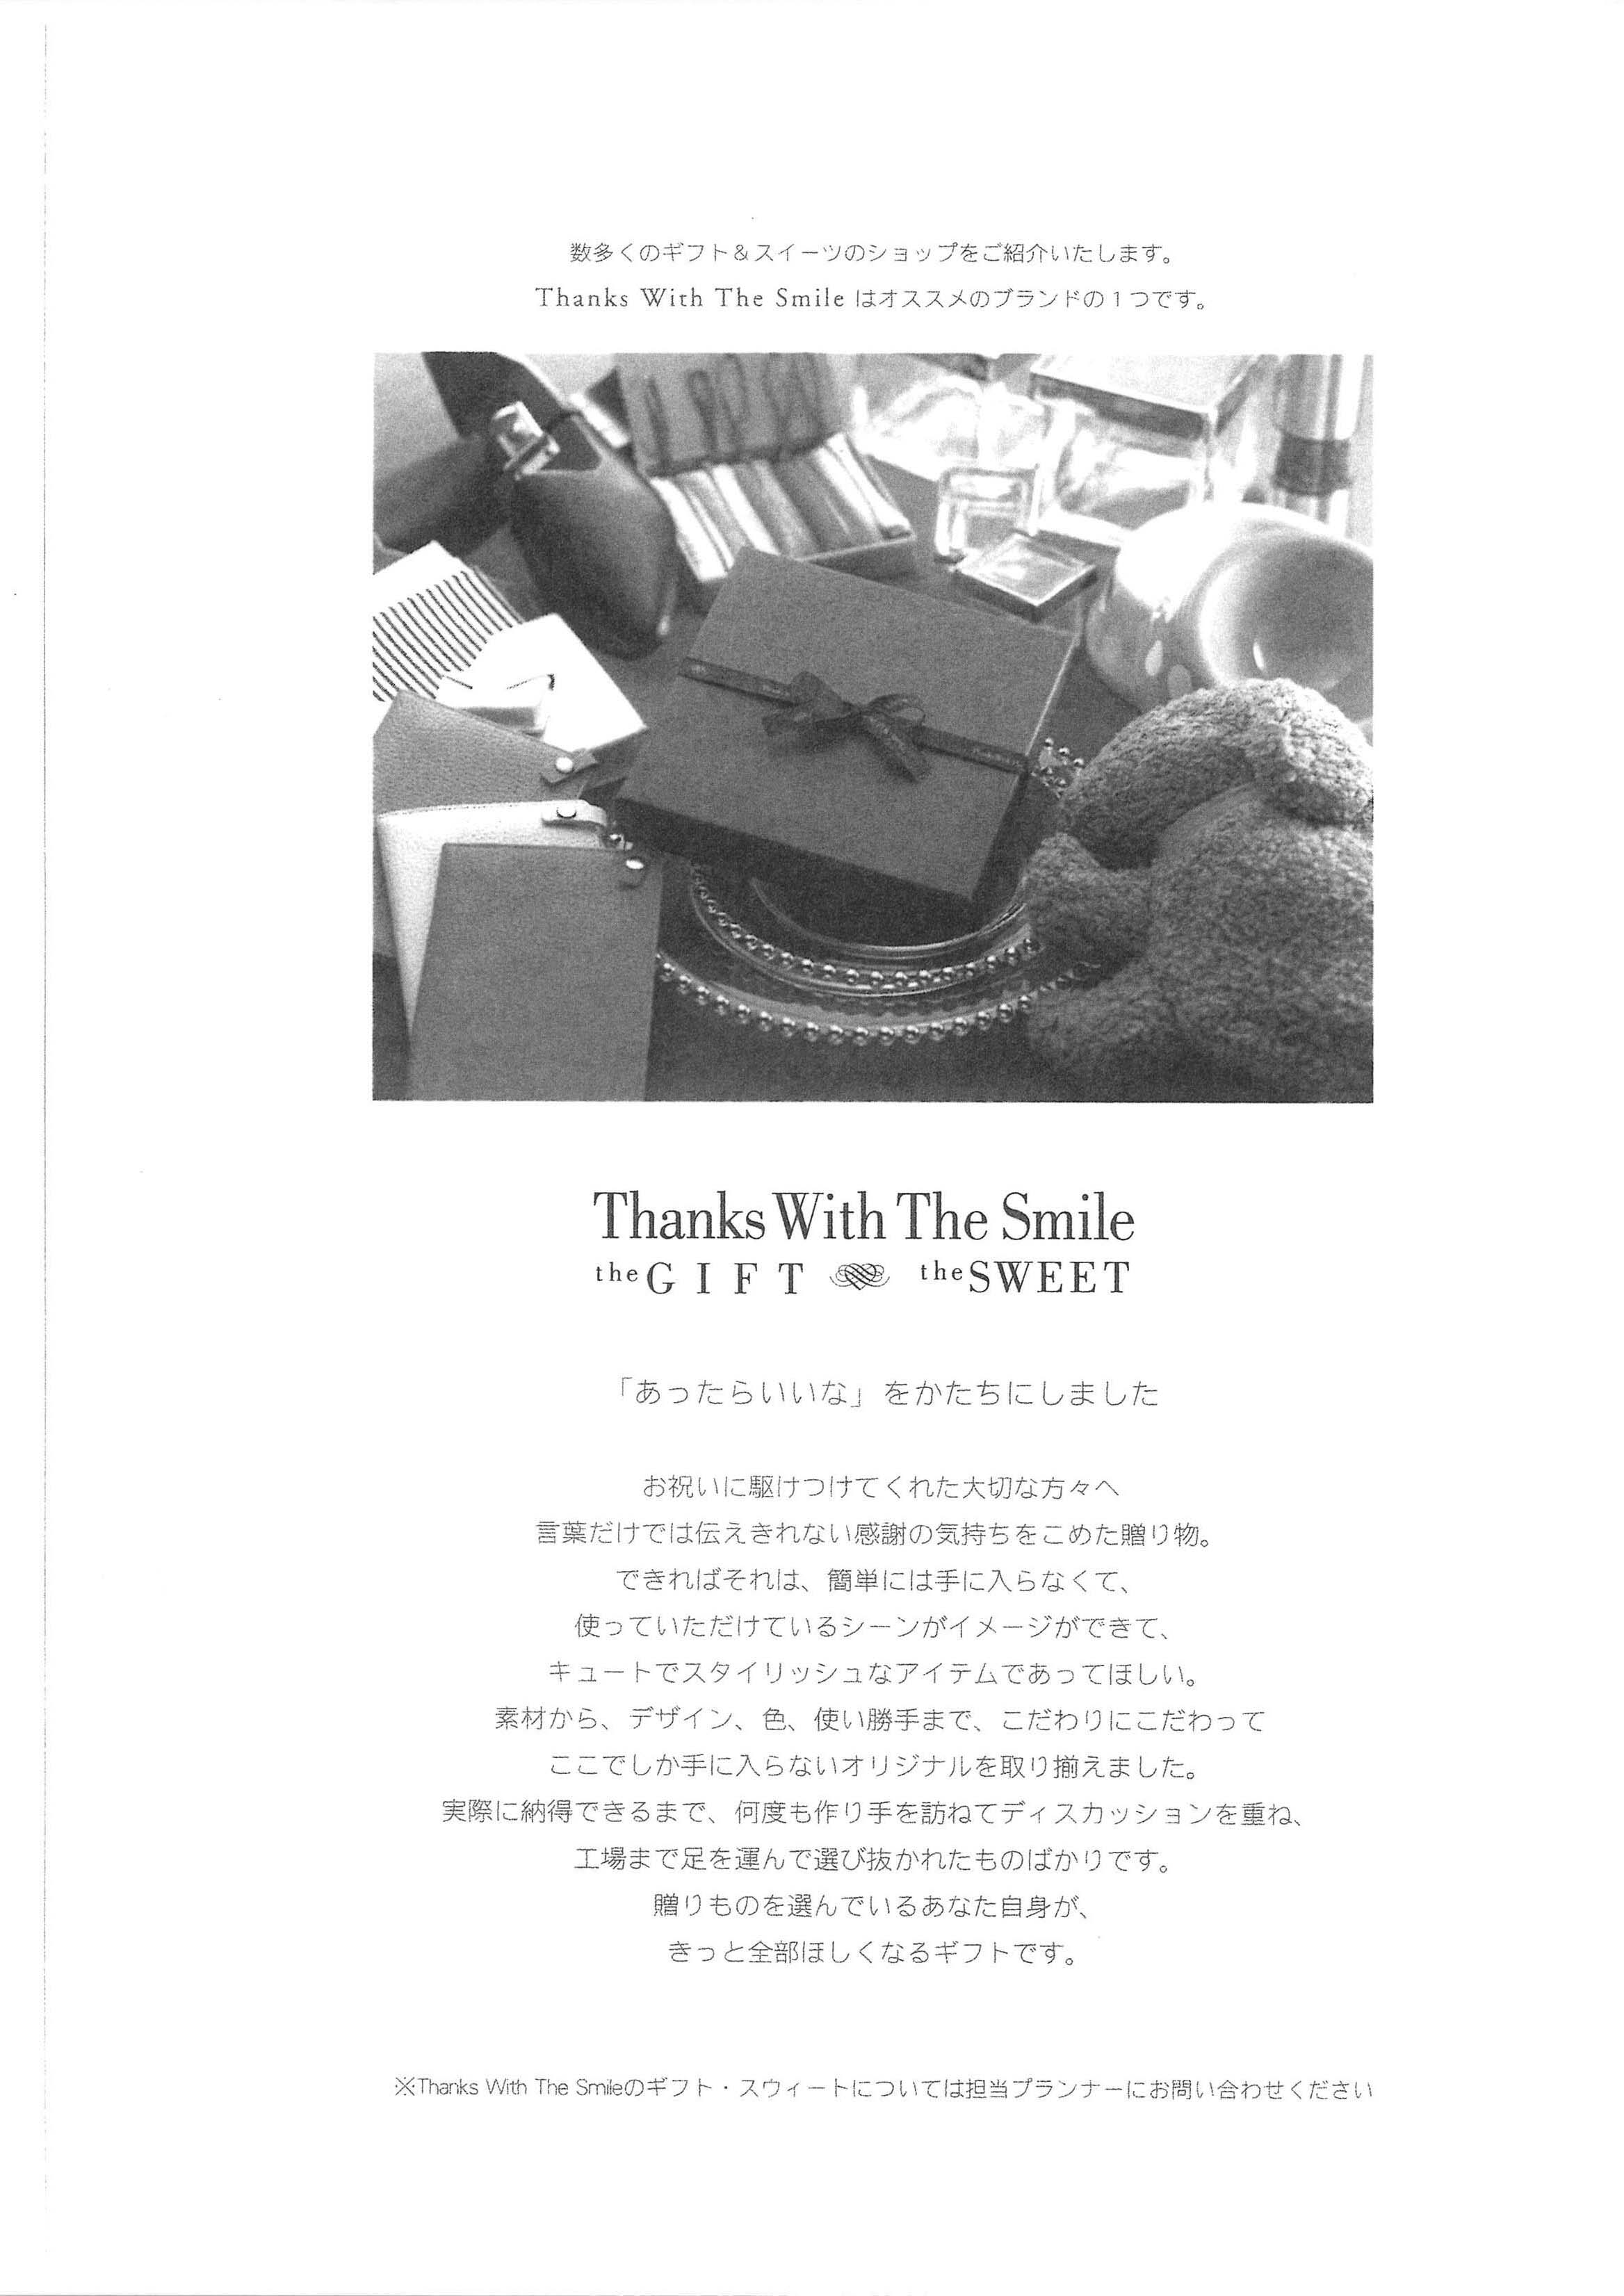 数多くのギフト＆スイーツのショップをご紹介いたします。
Thanks With The Smile はオススメのブランドの１つです。
Thanks With The Smile
the GIFT the SWEET
「あったらいいな」をかたちにしました
お祝いに駆けつけてくれた大切な方々へ
言葉だけでは伝えきれない感謝の気持ちをこめた贈り物。
できればそれは、簡単には手に入らなくて、
使っていただけているシーンがイメージができて、
キュートでスタイリッシュなアイテムであってほしい。
素材から、デザイン、色、使い勝手まで、こだわりにこだわって
ここでしか手に入らないオリジナルを取り揃えました。
実際に納得できるまで、何度も作り手を訪ねてディスカッションを重ね、
工場まで足を運んで選び抜かれたものばかりです。
贈りものを選んでいるあなた自身が、
きっと全部ほしくなるギフトです。
※Thanks With The Smileのギフト・スウィートについては担当プランナーにお問い合わせください